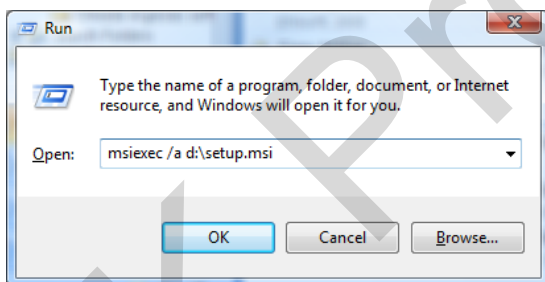 Run
Type the name of a program, folder, document, or Internet
resource, and Windows will open it for you.
Open:
msiexec /a d:\setup.msi
OK
Cancel
Browse...